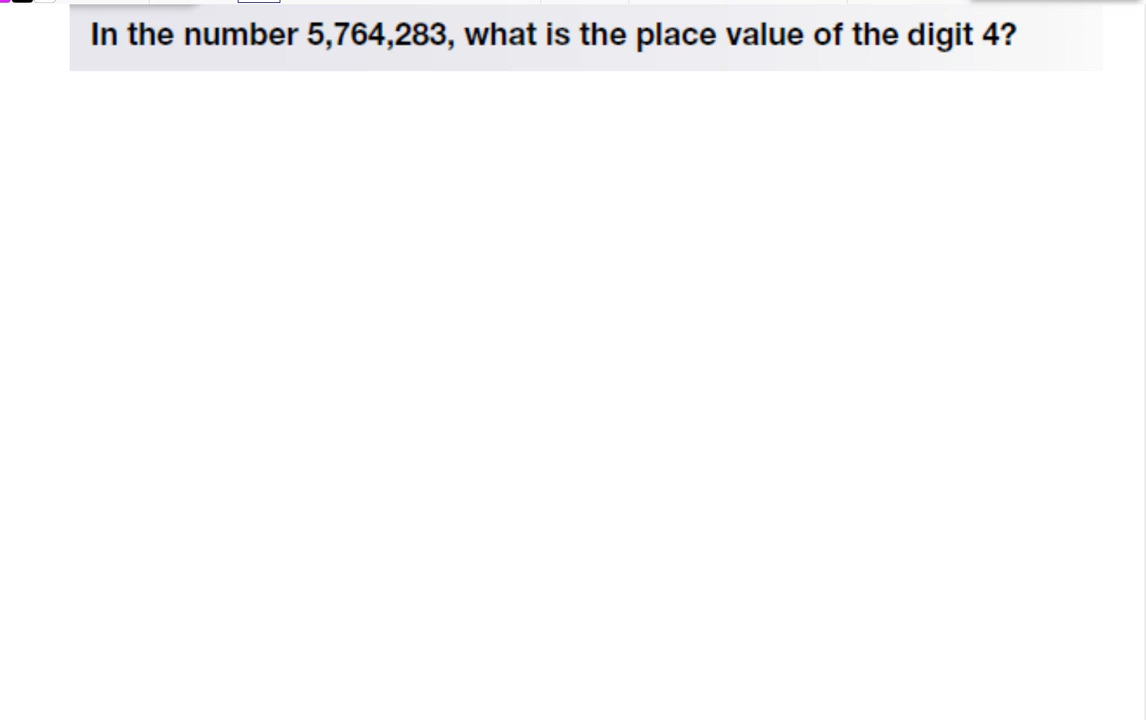 In the number 5,764,283, what is the place value of the digit 4?